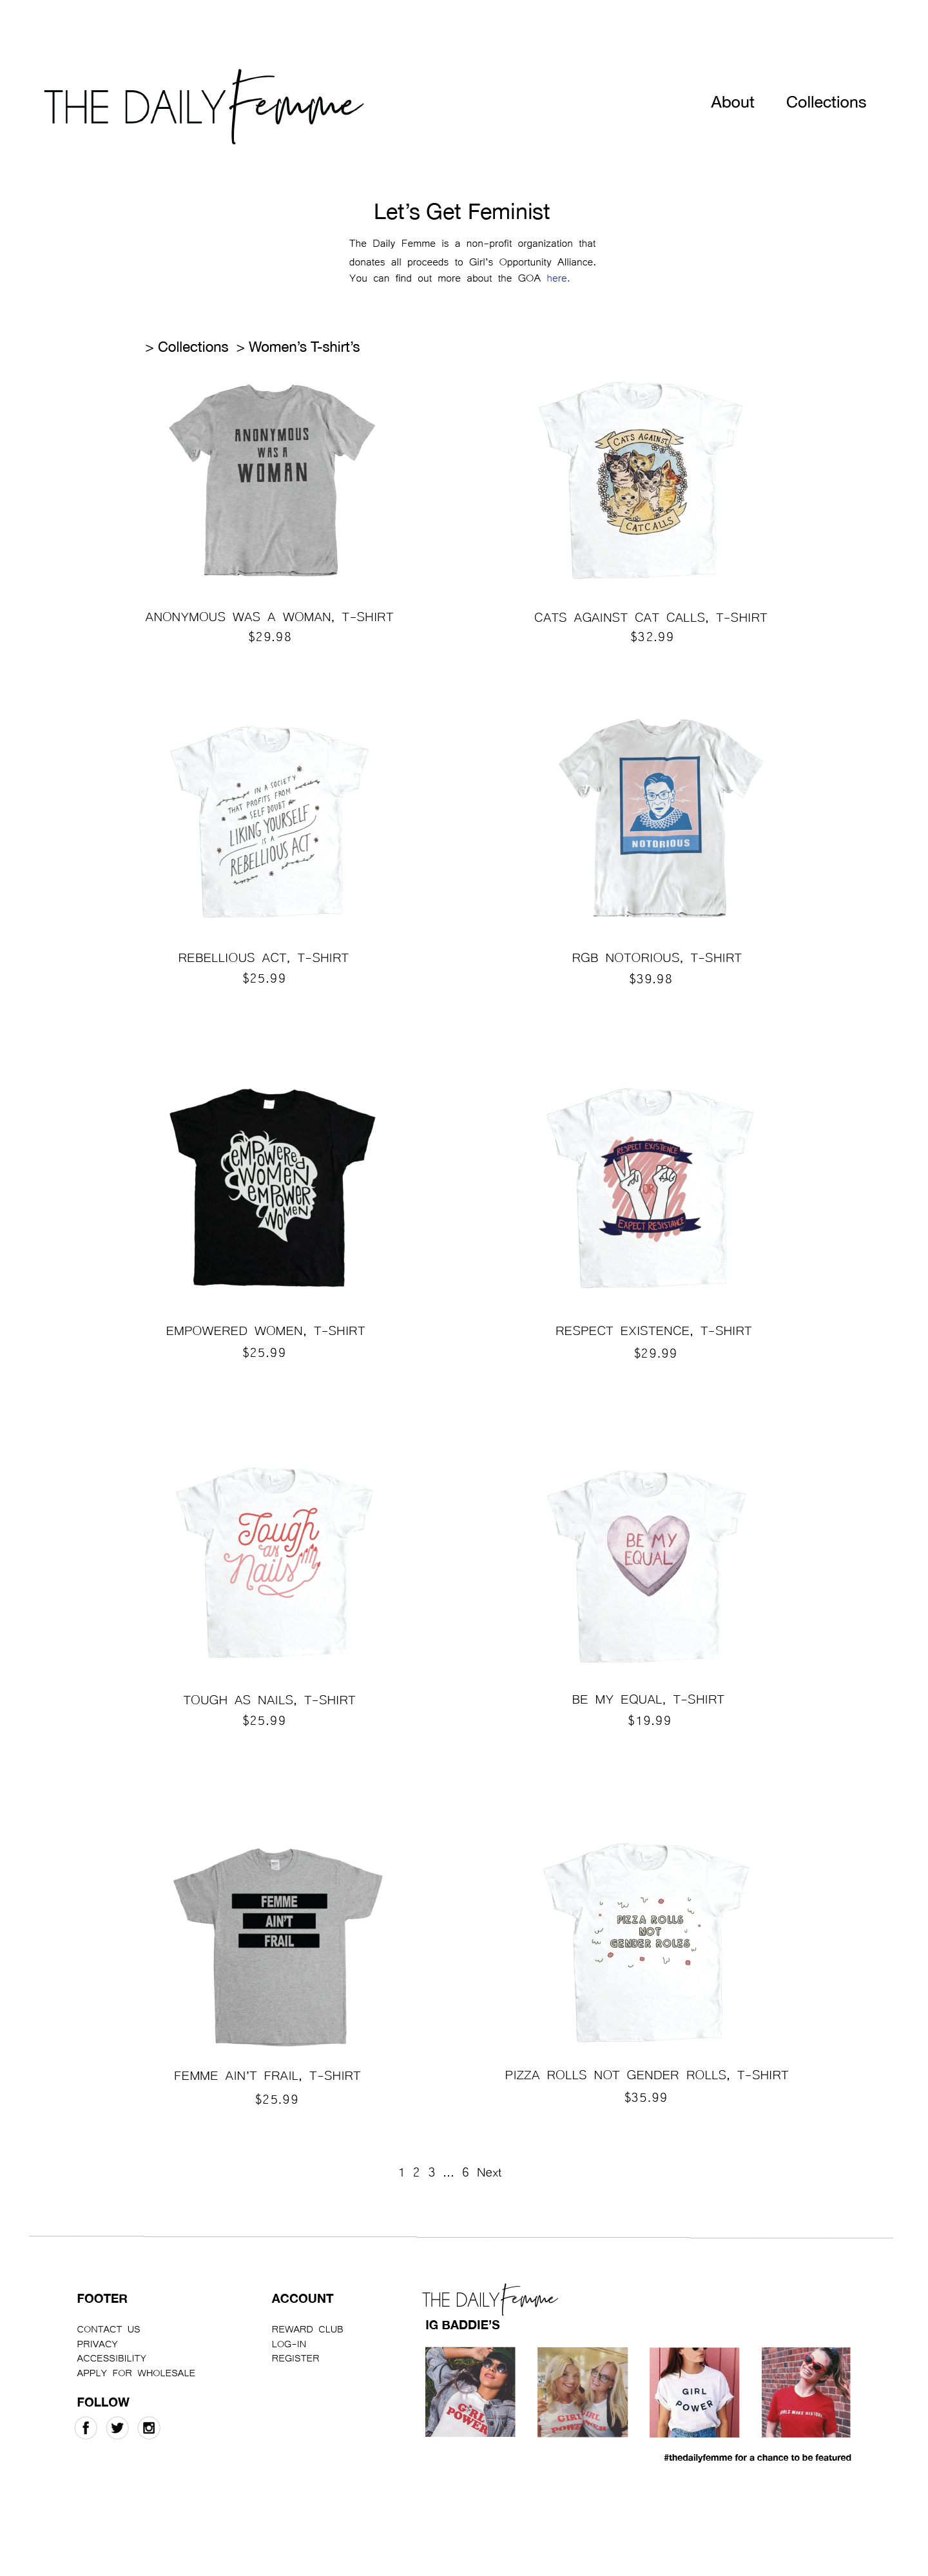 THE DAILY Femme
About Collections
Let's Get Feminist
The Daily Femme is a non-profit organization that
donates all proceeds to Girl's Opportunity Alliance.
You can find out more about the GOA here.
> Collections > Women's T-shirt's
ANONYMOUS
WAS A
WOMAN
CATS AGAINST
CATCALLS
ANONYMOUS WAS A WOMAN, T-SHIRT
$29.98
CATS AGAINST CAT CALLS, T-SHIRT
$32.99
IN A SOCIETY
THAT PROFITS FROM
SELF DOUBT
LIKING YOURSELF
IS A
REBELLIOUS ACT
NOTORIOUS
REBELLIOUS ACT, T-SHIRT
$25.99
RGB NOTORIOUS, T-SHIRT
$39.98
EMPOWERED
WOMEN
EMPOWER
WOMEN
RESPECT EXISTENCE
OR
EXPECT RESISTANCE
EMPOWERED WOMEN, T-SHIRT
$25.99
RESPECT EXISTENCE, T-SHIRT
$29.99
Tough
as
Nails
BE MY
EQUAL
TOUGH AS NAILS, T-SHIRT
$25.99
BE MY EQUAL, T-SHIRT
$19.99
FEMME
AIN'T
FRAIL
PIZZA ROLLS
NOT
GENDER ROLES
FEMME AIN'T FRAIL, T-SHIRT
$25.99
PIZZA ROLLS NOT GENDER ROLLS, T-SHIRT
$35.99
1 2 3 ... 6 Next
FOOTER
CONTACT US
PRIVACY
ACCESSIBILITY
APPLY FOR WHOLESALE
FOLLOW
ACCOUNT
REWARD CLUB
LOG-IN
REGISTER
THE DAILY Femme
IG BADDIE'S
GIRL
POWER
GIRL
POWER
GIRL
POWER
GIRLS MAKE
#thedailyfemme for a chance to be featured